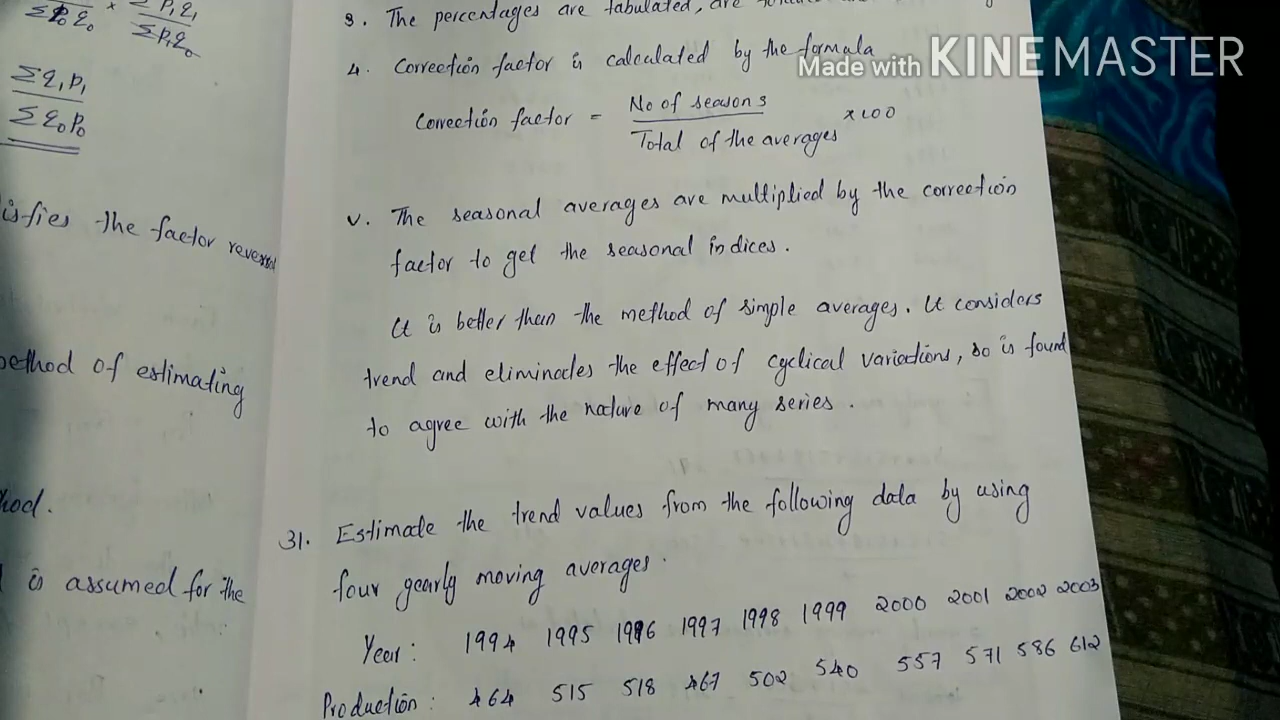 Σq₁p₁
Σq₀p₀
isfies the factor reversal
method of estimating
hod.
is assumed for the
3. The percentages are tabulated, are
4. Correction factor is calculated by the formula
Made with KINEMASTER
Correction factor = No of seasons / Total of the averages x 100
v. The seasonal averages are multiplied by the correction
factor to get the seasonal indices.
It is better than the method of simple averages. It considers
trend and eliminates the effect of cyclical variations, so is found
to agree with the nature of many series.
31. Estimate the trend values from the following data by using
four yearly moving averages.
Year: 1994 1995 1996 1997 1998 1999 2000 2001 2002 2003
Production: 464 515 518 467 502 540 557 571 586 612